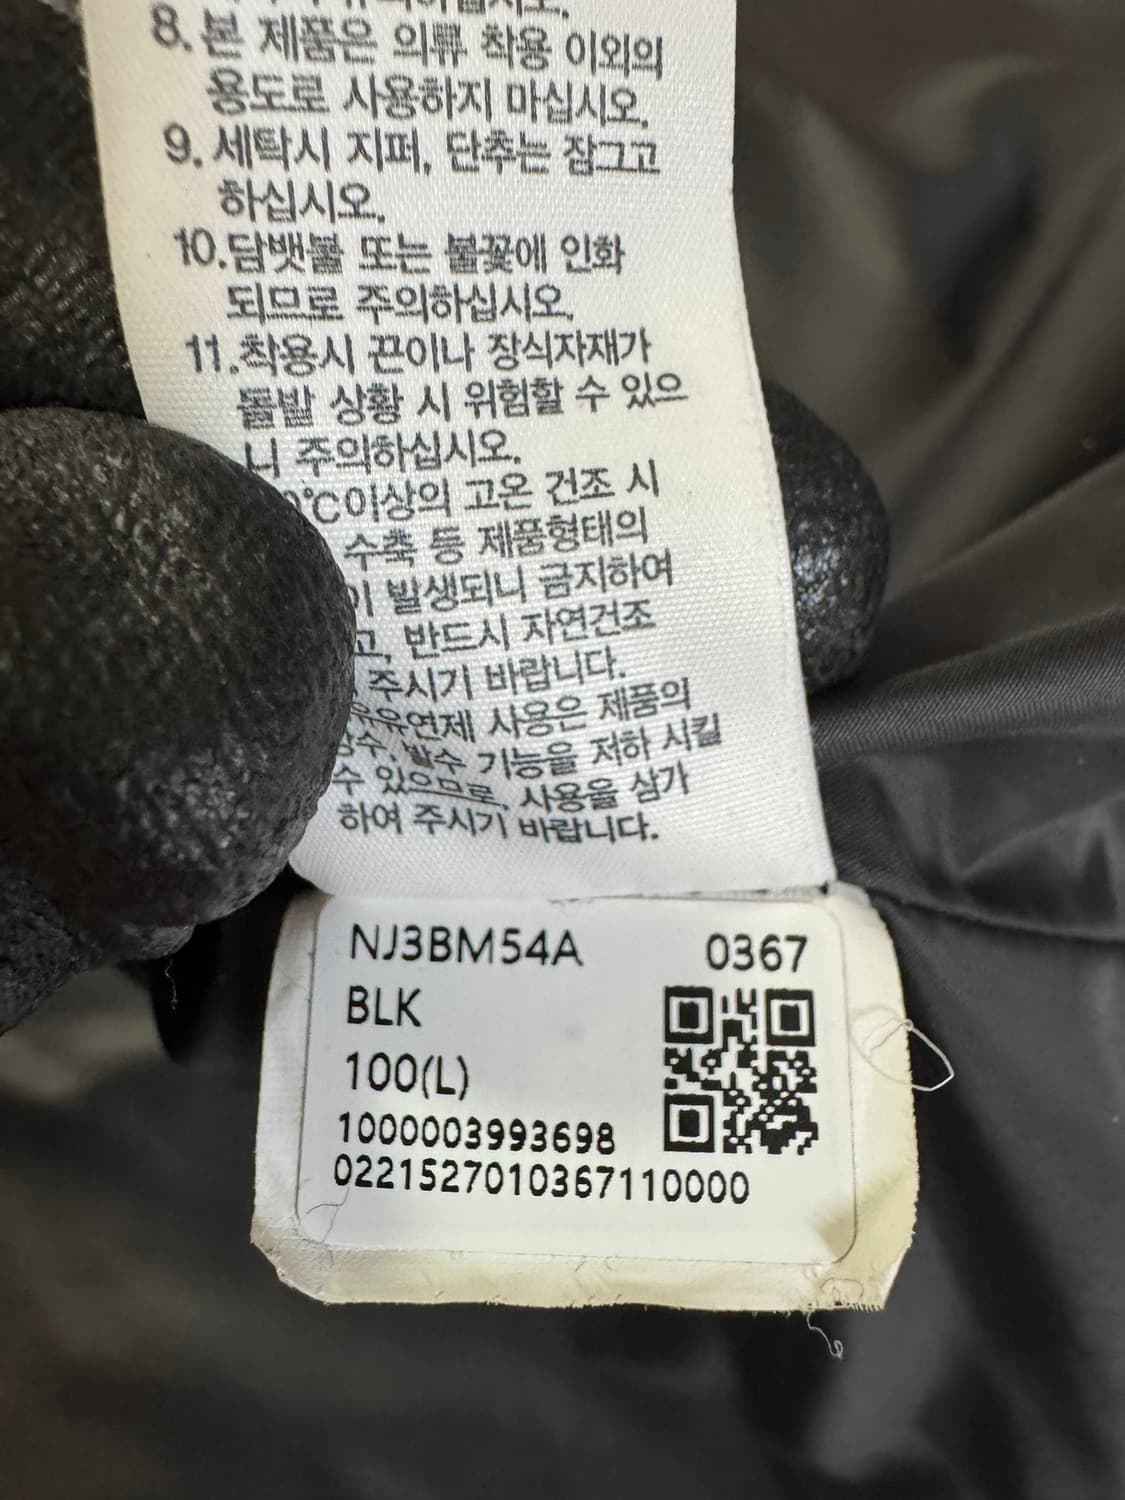 8. 본 제품은 의류 착용 이외의
용도로 사용하지 마십시오.
9. 세탁시 지퍼, 단추는 잠그고
하십시오.
10. 담뱃불 또는 불꽃에 인화
되므로 주의하십시오.
11. 착용시 끈이나 장식자재가
돌발 상황 시 위험할 수 있으
니 주의하십시오.
0℃이상의 고온 건조 시
수축 등 제품형태의
이 발생되니 금지하여
고, 반드시 자연건조
주시기 바랍니다.
유연제 사용은 제품의
발수 기능을 저하 시킬
수 있으므로, 사용을 삼가
하여 주시기 바랍니다.
NJ3BM54A 0367
BLK
100(L)
1000003993698
0221527010367110000